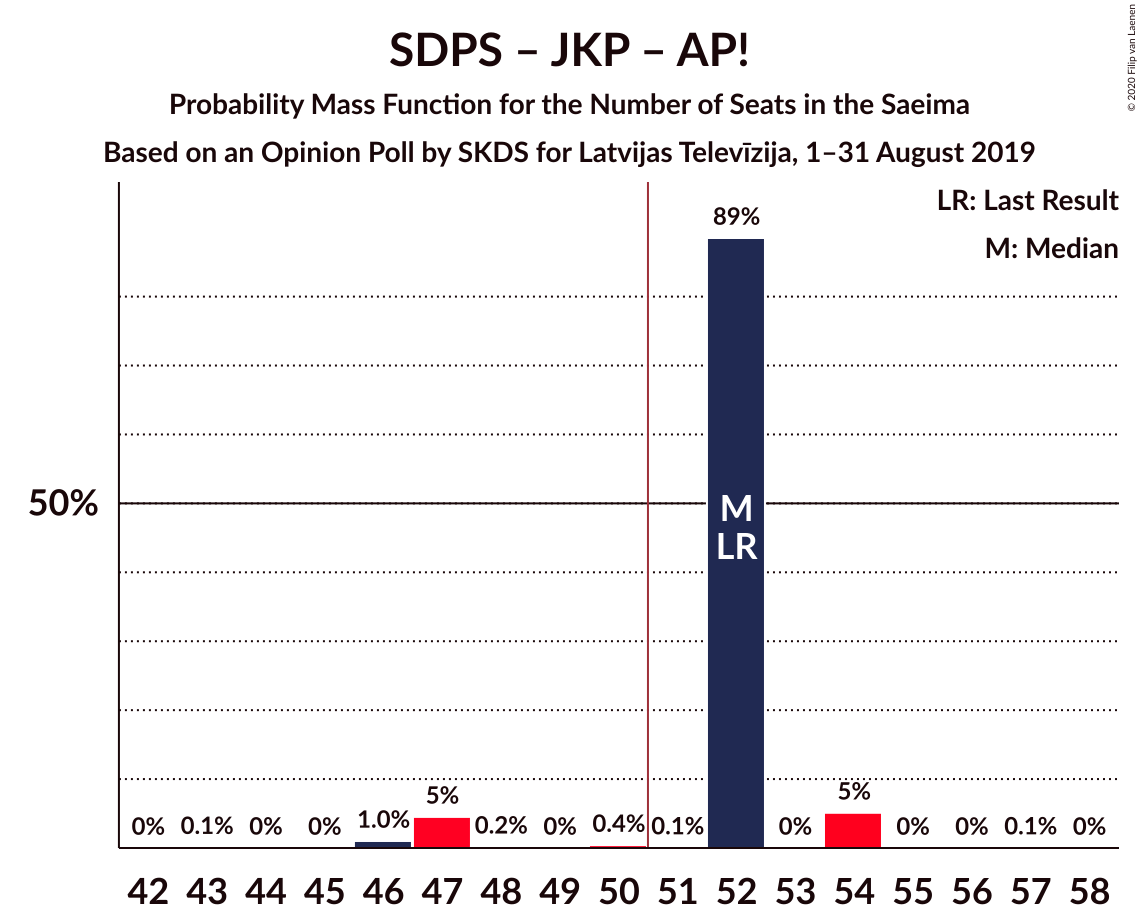 SDPS – JKP – AP!
Probability Mass Function for the Number of Seats in the Saeima
Based on an Opinion Poll by SKDS for Latvijas Televīzija, 1–31 August 2019
© 2020 Filip van Laenen
LR: Last Result
M: Median
50%
0% 0.1% 0% 0% 1.0% 5% 0.2% 0% 0.4% 0.1% 89% 0% 5% 0% 0% 0.1% 0%
M
LR
42 43 44 45 46 47 48 49 50 51 52 53 54 55 56 57 58